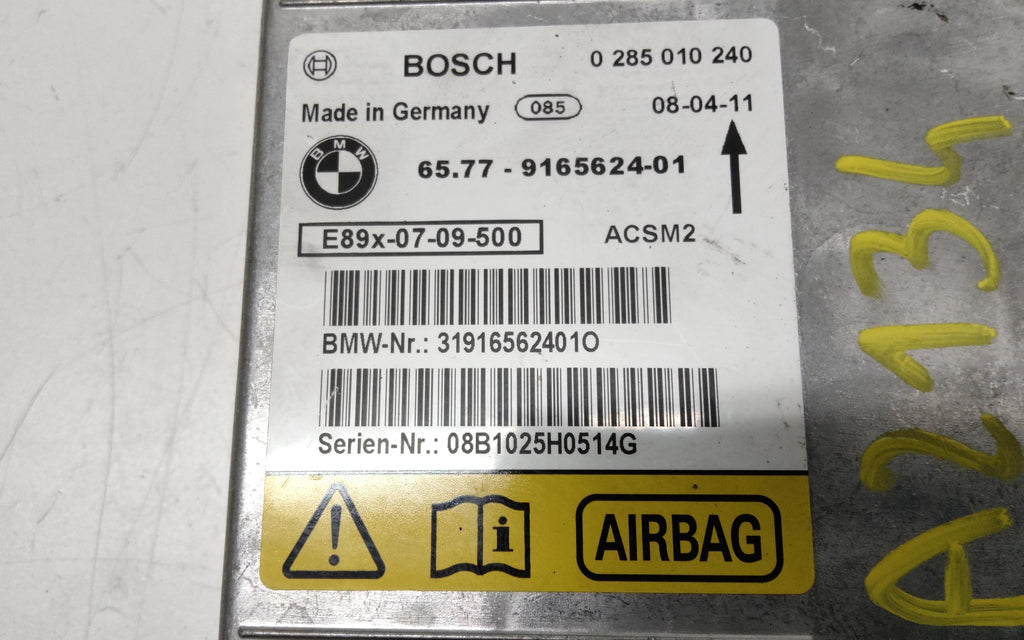 BOSCH 0 285 010 240
Made in Germany 085 08-04-11
BMW
65.77 - 9165624-01
E89x-07-09-500 ACSM2
BMW-Nr.: 31916562401O
Serien-Nr.: 08B1025H0514G
AIRBAG
A2134